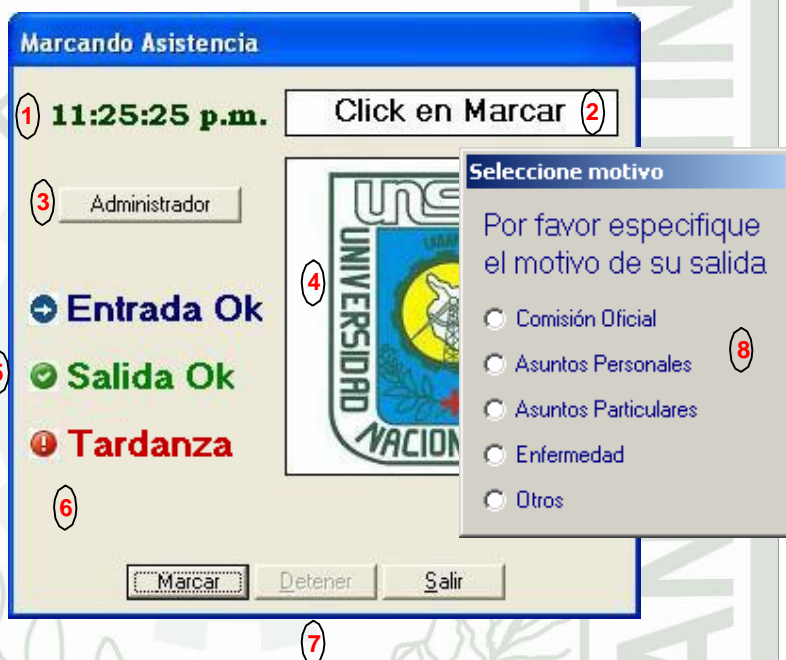 Marcando Asistencia
1 11:25:25 p.m.
Click en Marcar 2
3 Administrador
4
UNIVERSIDAD
NACION
Entrada Ok
5
Salida Ok
Tardanza
6
Marcar
Detener
Salir
7
Seleccione motivo
Por favor especifique
el motivo de su salida
Comisión Oficial
Asuntos Personales
8
Asuntos Particulares
Enfermedad
Otros